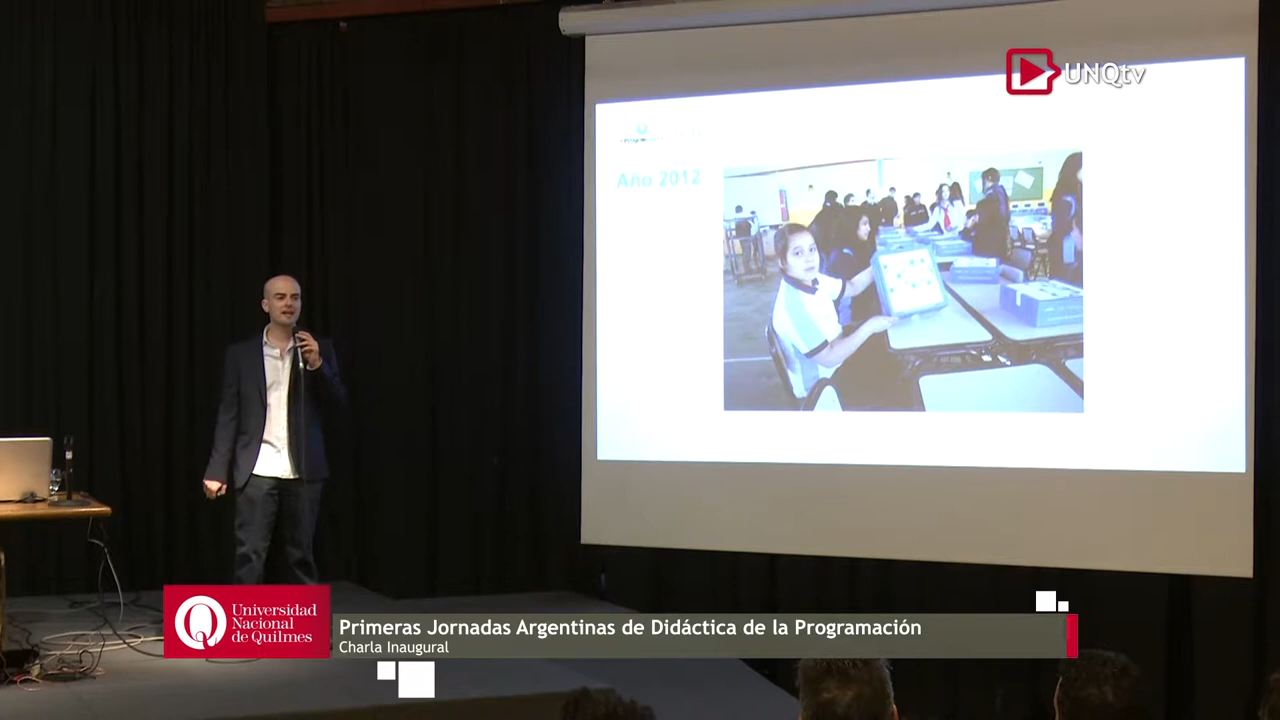 UNQtv
Año 2012
Universidad
Nacional
de Quilmes
Primeras Jornadas Argentinas de Didáctica de la Programación
Charla Inaugural